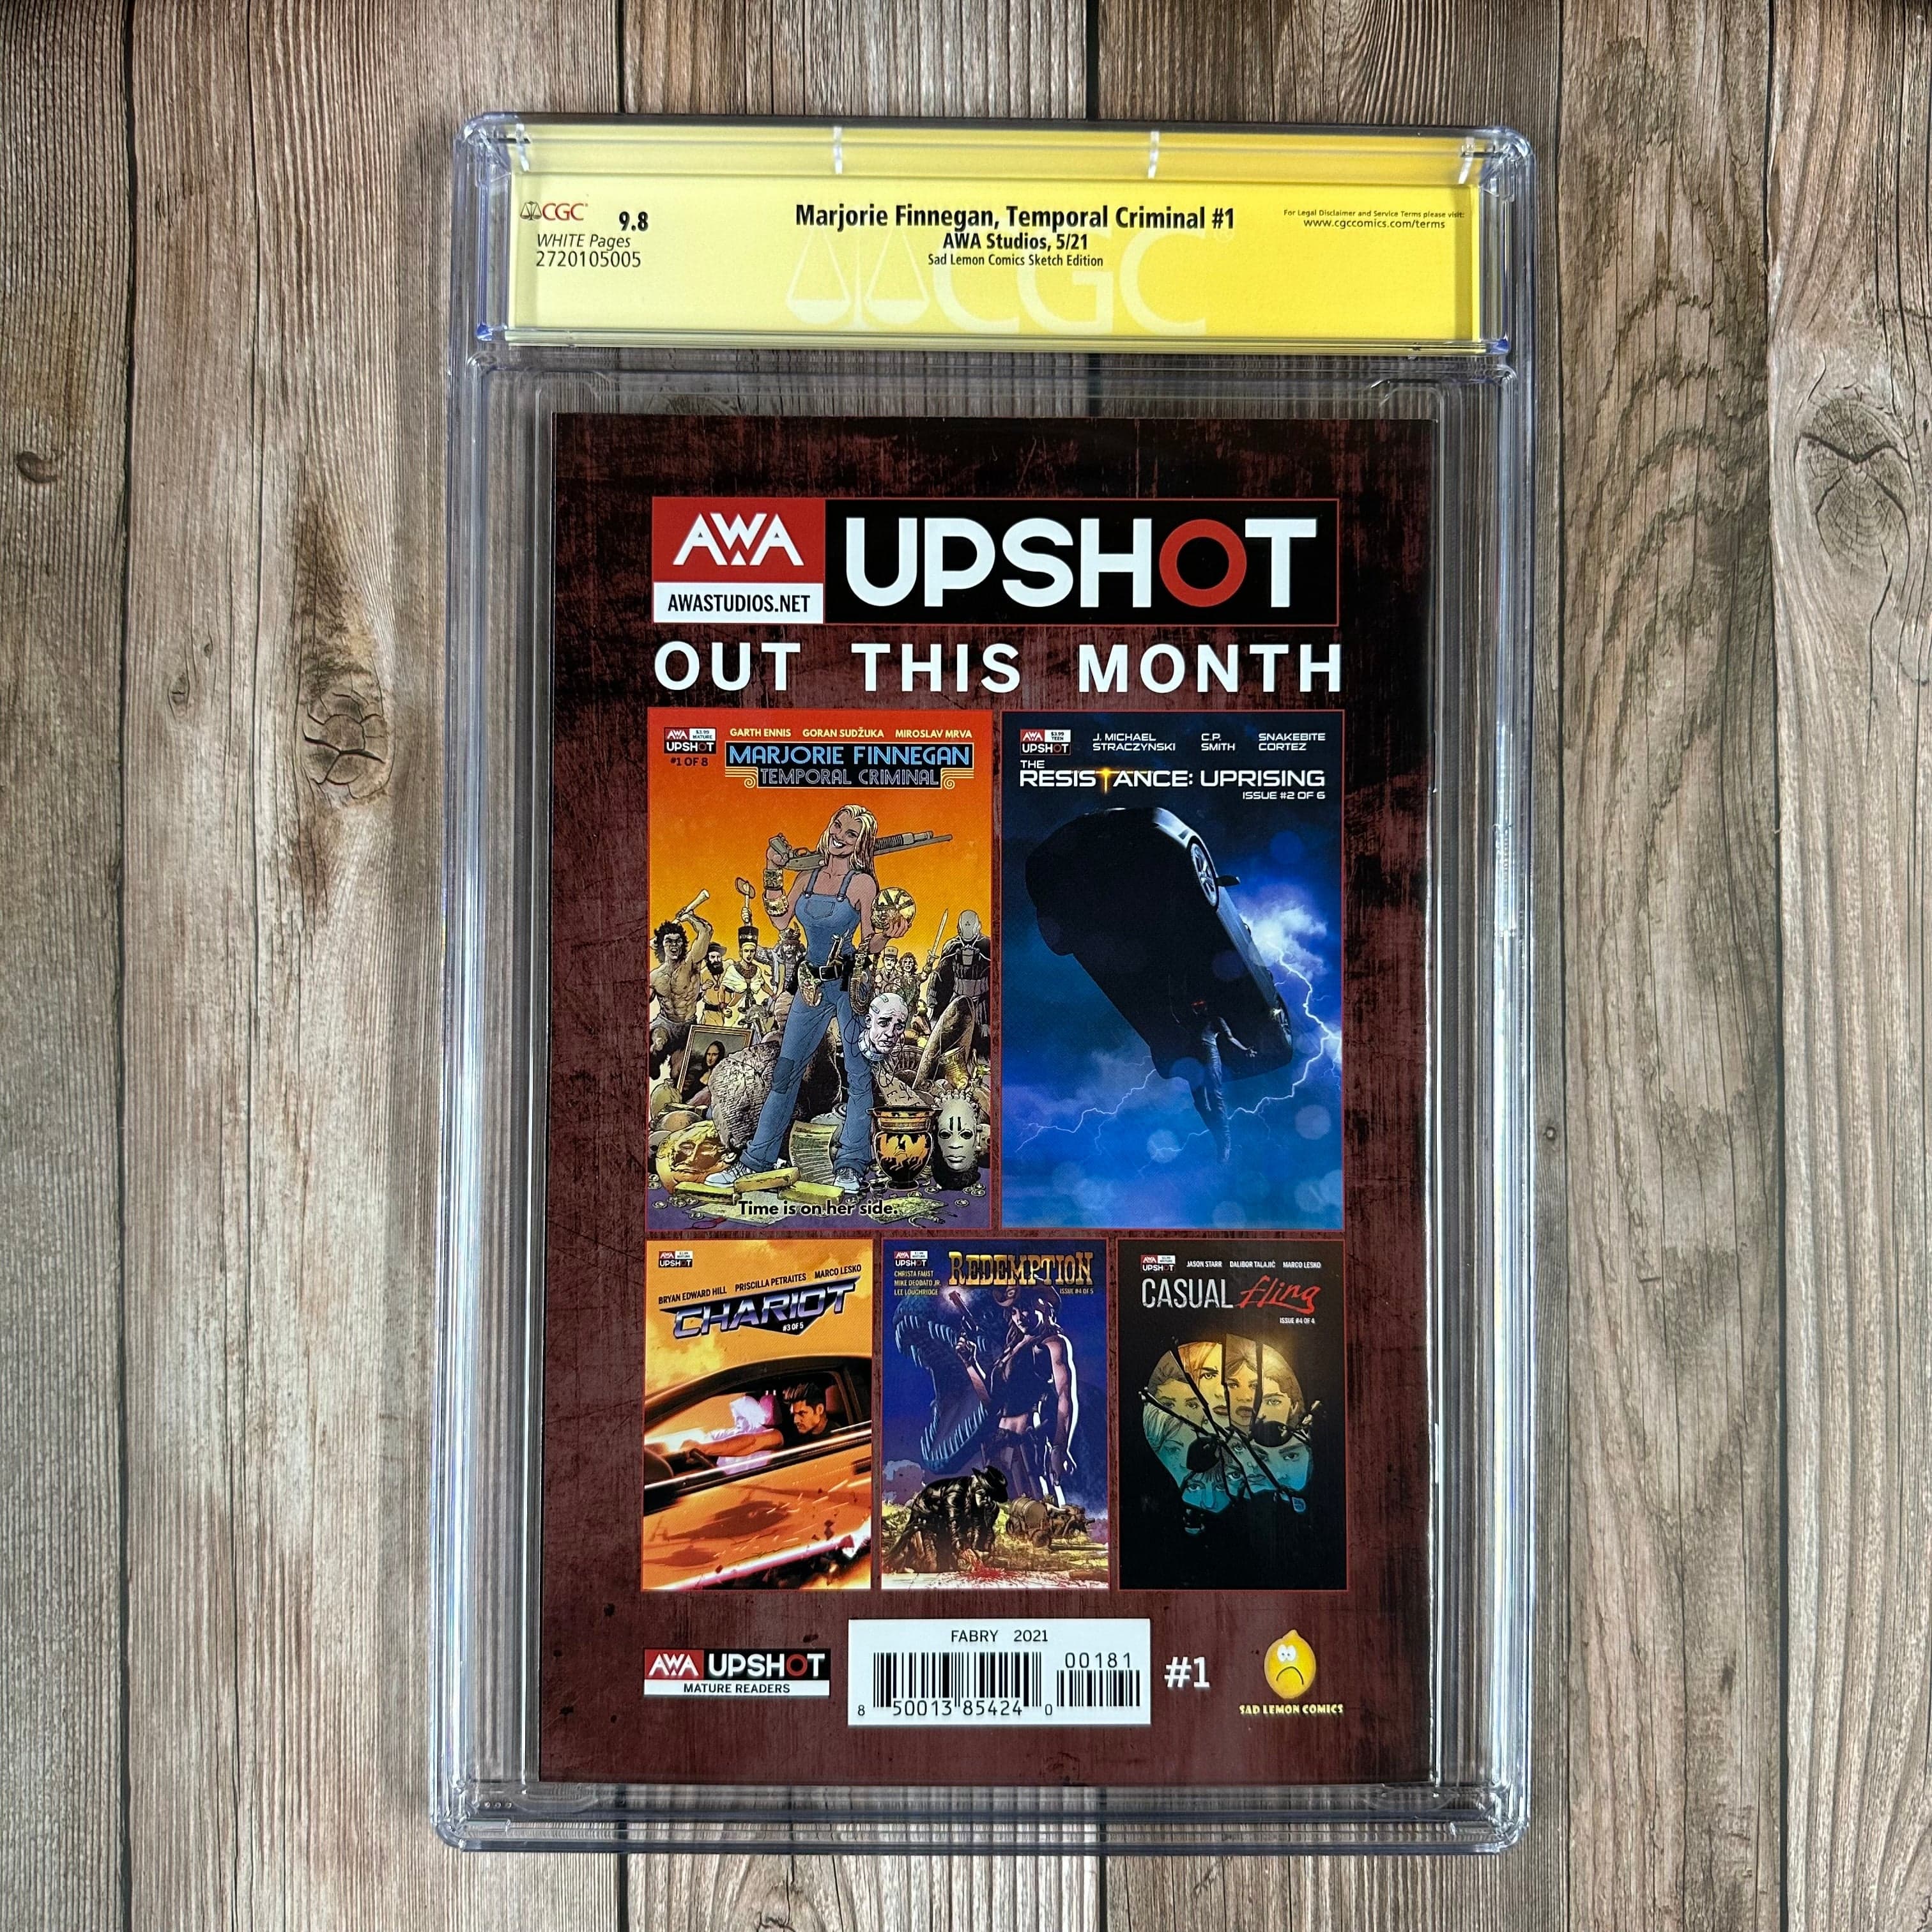 CGC 9.8
WHITE Pages
2720105005
Marjorie Finnegan, Temporal Criminal #1
AWA Studios, 5/21
Sad Lemon Comics Sketch Edition
For Legal Disclaimer and Service Terms please visit:
www.cgccomics.com/terms
CGC
AWA UPSHOT
AWASTUDIOS.NET
OUT THIS MONTH
AWA $3.99 MATURE
UPSHOT
#1 OF 8
GARTH ENNIS GORAN SUDŽUKA MIROSLAV MRVA
MARJORIE FINNEGAN
TEMPORAL CRIMINAL
Time is on her side.
AWA $3.99 TEEN
UPSHOT
J. MICHAEL STRACZYNSKI
C.P. SMITH
SNAKEBITE CORTEZ
THE
RESISTANCE: UPRISING
ISSUE #2 OF 6
AWA
UPSHOT
BRYAN EDWARD HILL PRISCILLA PETRAITES MARCO LESKO
CHARIOT
#3 OF 5
AWA
UPSHOT
CHRISTA FAUST
MIKE DEODATO JR.
LEE LOUGHRIDGE
REDEMPTION
ISSUE #4 OF 5
AWA
UPSHOT
JASON STARR DALIBOR TALAJIĆ MARCO LESKO
CASUAL fling
ISSUE #4 OF 4
AWA UPSHOT
MATURE READERS
FABRY 2021
00181
8 50013 85424 0
#1
SAD LEMON COMICS